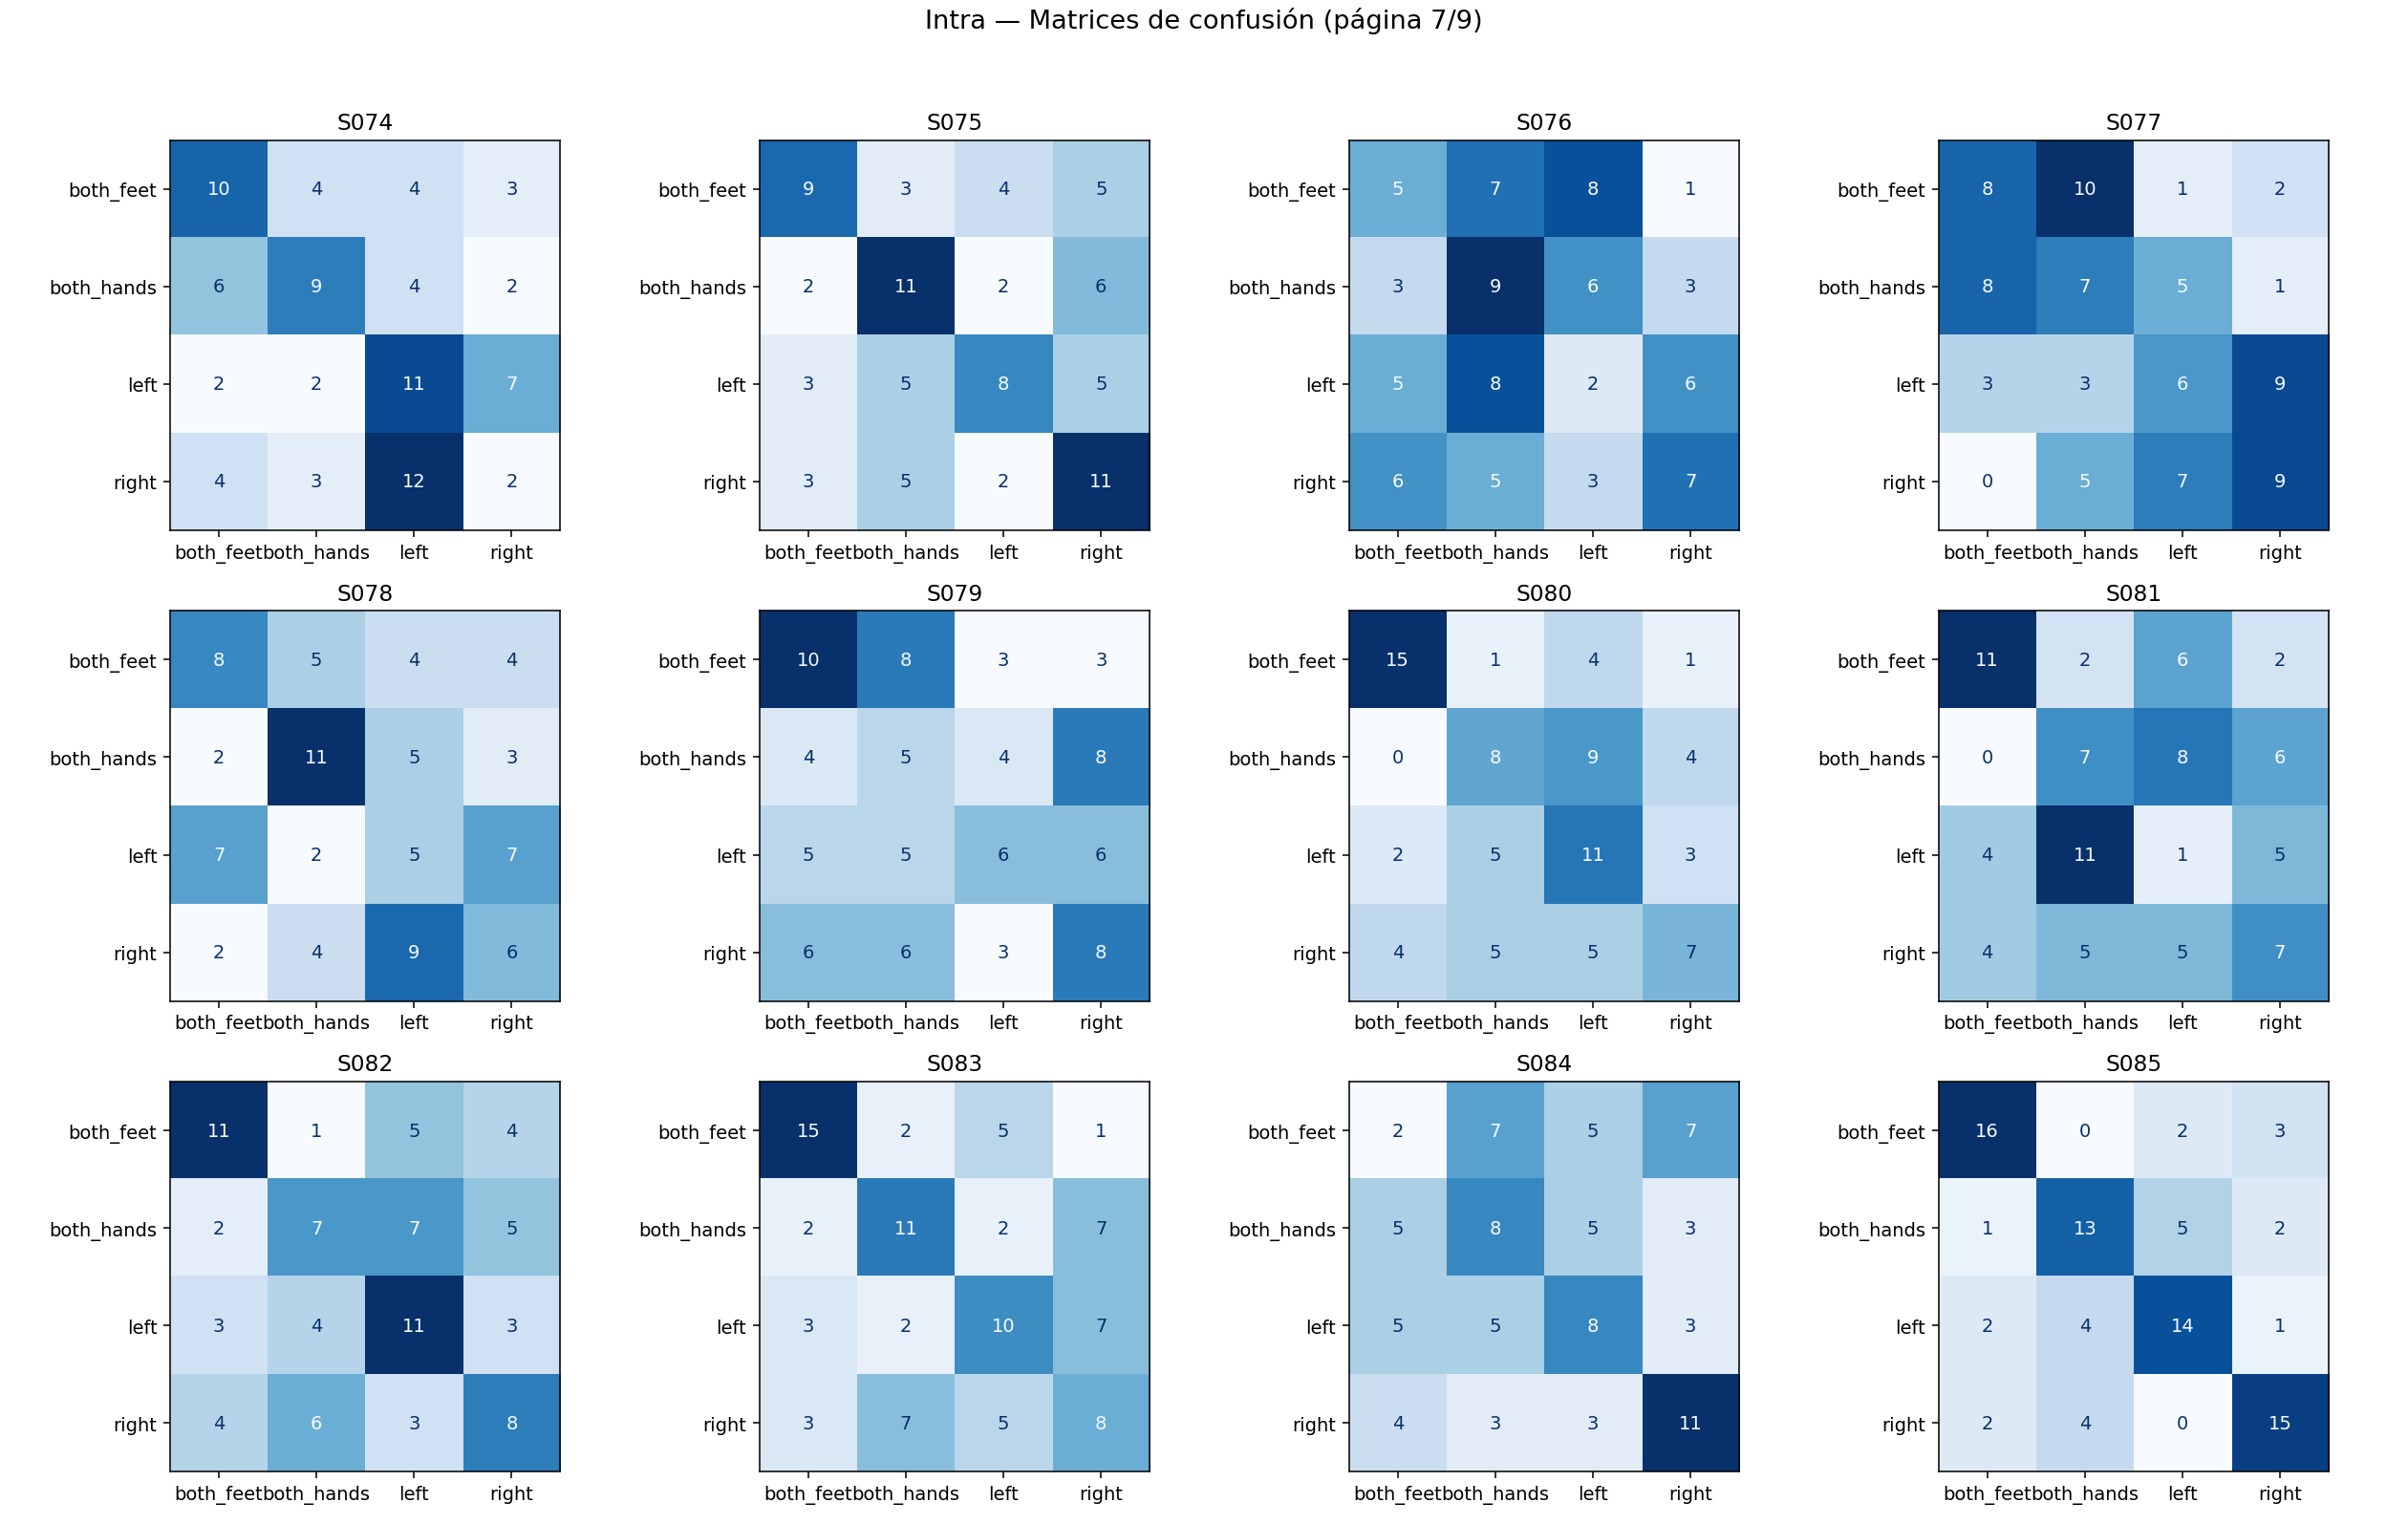 Intra — Matrices de confusión (página 7/9)
S074 S075 S076 S077
both_feet 10 4 4 3 both_feet 9 3 4 5 both_feet 5 7 8 1 both_feet 8 10 1 2
both_hands 6 9 4 2 both_hands 2 11 2 6 both_hands 3 9 6 3 both_hands 8 7 5 1
left 2 2 11 7 left 3 5 8 5 left 5 8 2 6 left 3 3 6 9
right 4 3 12 2 right 3 5 2 11 right 6 5 3 7 right 0 5 7 9
both_feet both_hands left right both_feet both_hands left right both_feet both_hands left right both_feet both_hands left right
S078 S079 S080 S081
both_feet 8 5 4 4 both_feet 10 8 3 3 both_feet 15 1 4 1 both_feet 11 2 6 2
both_hands 2 11 5 3 both_hands 4 5 4 8 both_hands 0 8 9 4 both_hands 0 7 8 6
left 7 2 5 7 left 5 5 6 6 left 2 5 11 3 left 4 11 1 5
right 2 4 9 6 right 6 6 3 8 right 4 5 5 7 right 4 5 5 7
both_feet both_hands left right both_feet both_hands left right both_feet both_hands left right both_feet both_hands left right
S082 S083 S084 S085
both_feet 11 1 5 4 both_feet 15 2 5 1 both_feet 2 7 5 7 both_feet 16 0 2 3
both_hands 2 7 7 5 both_hands 2 11 2 7 both_hands 5 8 5 3 both_hands 1 13 5 2
left 3 4 11 3 left 3 2 10 7 left 5 5 8 3 left 2 4 14 1
right 4 6 3 8 right 3 7 5 8 right 4 3 3 11 right 2 4 0 15
both_feet both_hands left right both_feet both_hands left right both_feet both_hands left right both_feet both_hands left right